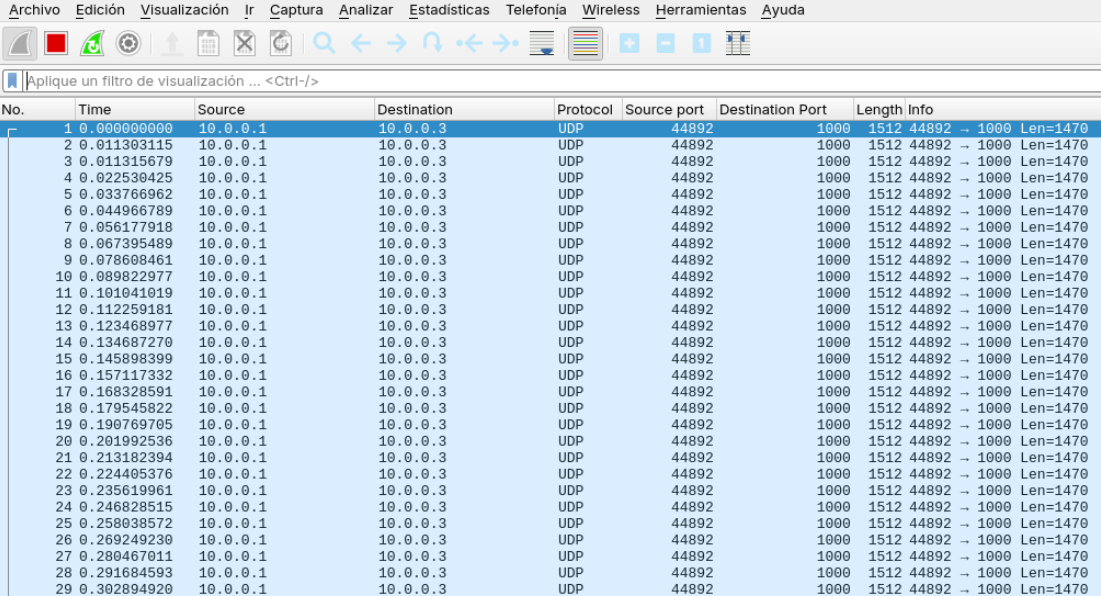 Archivo Edición Visualización Ir Captura Analizar Estadísticas Telefonía Wireless Herramientas Ayuda
Aplique un filtro de visualización ... <Ctrl-/>
No. Time Source Destination Protocol Source port Destination Port Length Info
1 0.000000000 10.0.0.1 10.0.0.3 UDP 44892 1000 1512 44892 → 1000 Len=1470
2 0.011303115 10.0.0.1 10.0.0.3 UDP 44892 1000 1512 44892 → 1000 Len=1470
3 0.011315679 10.0.0.1 10.0.0.3 UDP 44892 1000 1512 44892 → 1000 Len=1470
4 0.022530425 10.0.0.1 10.0.0.3 UDP 44892 1000 1512 44892 → 1000 Len=1470
5 0.033766962 10.0.0.1 10.0.0.3 UDP 44892 1000 1512 44892 → 1000 Len=1470
6 0.044966789 10.0.0.1 10.0.0.3 UDP 44892 1000 1512 44892 → 1000 Len=1470
7 0.056177918 10.0.0.1 10.0.0.3 UDP 44892 1000 1512 44892 → 1000 Len=1470
8 0.067395489 10.0.0.1 10.0.0.3 UDP 44892 1000 1512 44892 → 1000 Len=1470
9 0.078608461 10.0.0.1 10.0.0.3 UDP 44892 1000 1512 44892 → 1000 Len=1470
10 0.089822977 10.0.0.1 10.0.0.3 UDP 44892 1000 1512 44892 → 1000 Len=1470
11 0.101041019 10.0.0.1 10.0.0.3 UDP 44892 1000 1512 44892 → 1000 Len=1470
12 0.112259181 10.0.0.1 10.0.0.3 UDP 44892 1000 1512 44892 → 1000 Len=1470
13 0.123468977 10.0.0.1 10.0.0.3 UDP 44892 1000 1512 44892 → 1000 Len=1470
14 0.134687270 10.0.0.1 10.0.0.3 UDP 44892 1000 1512 44892 → 1000 Len=1470
15 0.145898399 10.0.0.1 10.0.0.3 UDP 44892 1000 1512 44892 → 1000 Len=1470
16 0.157117332 10.0.0.1 10.0.0.3 UDP 44892 1000 1512 44892 → 1000 Len=1470
17 0.168328591 10.0.0.1 10.0.0.3 UDP 44892 1000 1512 44892 → 1000 Len=1470
18 0.179545822 10.0.0.1 10.0.0.3 UDP 44892 1000 1512 44892 → 1000 Len=1470
19 0.190769705 10.0.0.1 10.0.0.3 UDP 44892 1000 1512 44892 → 1000 Len=1470
20 0.201992536 10.0.0.1 10.0.0.3 UDP 44892 1000 1512 44892 → 1000 Len=1470
21 0.213182394 10.0.0.1 10.0.0.3 UDP 44892 1000 1512 44892 → 1000 Len=1470
22 0.224405376 10.0.0.1 10.0.0.3 UDP 44892 1000 1512 44892 → 1000 Len=1470
23 0.235619961 10.0.0.1 10.0.0.3 UDP 44892 1000 1512 44892 → 1000 Len=1470
24 0.246828515 10.0.0.1 10.0.0.3 UDP 44892 1000 1512 44892 → 1000 Len=1470
25 0.258038572 10.0.0.1 10.0.0.3 UDP 44892 1000 1512 44892 → 1000 Len=1470
26 0.269249230 10.0.0.1 10.0.0.3 UDP 44892 1000 1512 44892 → 1000 Len=1470
27 0.280467011 10.0.0.1 10.0.0.3 UDP 44892 1000 1512 44892 → 1000 Len=1470
28 0.291684593 10.0.0.1 10.0.0.3 UDP 44892 1000 1512 44892 → 1000 Len=1470
29 0.302894920 10.0.0.1 10.0.0.3 UDP 44892 1000 1512 44892 → 1000 Len=1470